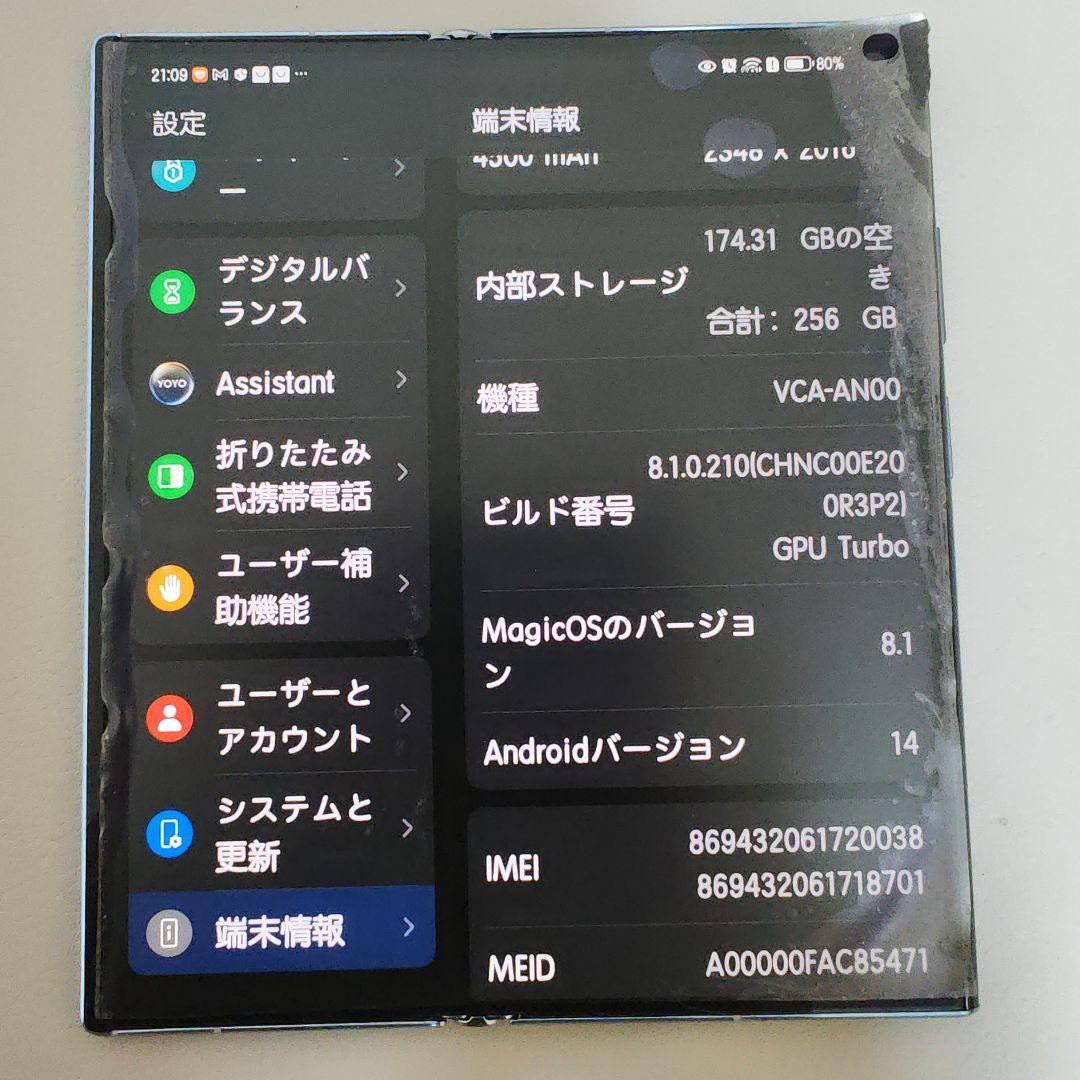 21:09
80%
設定
デジタルバ
ランス
YOYO
Assistant
折りたたみ
式携帯電話
ユーザー補
助機能
ユーザーと
アカウント
システムと
更新
端末情報
端末情報
4500 mAh
2348 x 2016
内部ストレージ
174.31 GBの空
き
合計：256 GB
機種
VCA-AN00
ビルド番号
8.1.0.210(CHNC00E20
0R3P2)
GPU Turbo
MagicOSのバージョ
ン
8.1
Androidバージョン
14
IMEI
869432061720038
869432061718701
MEID
A00000FAC85471